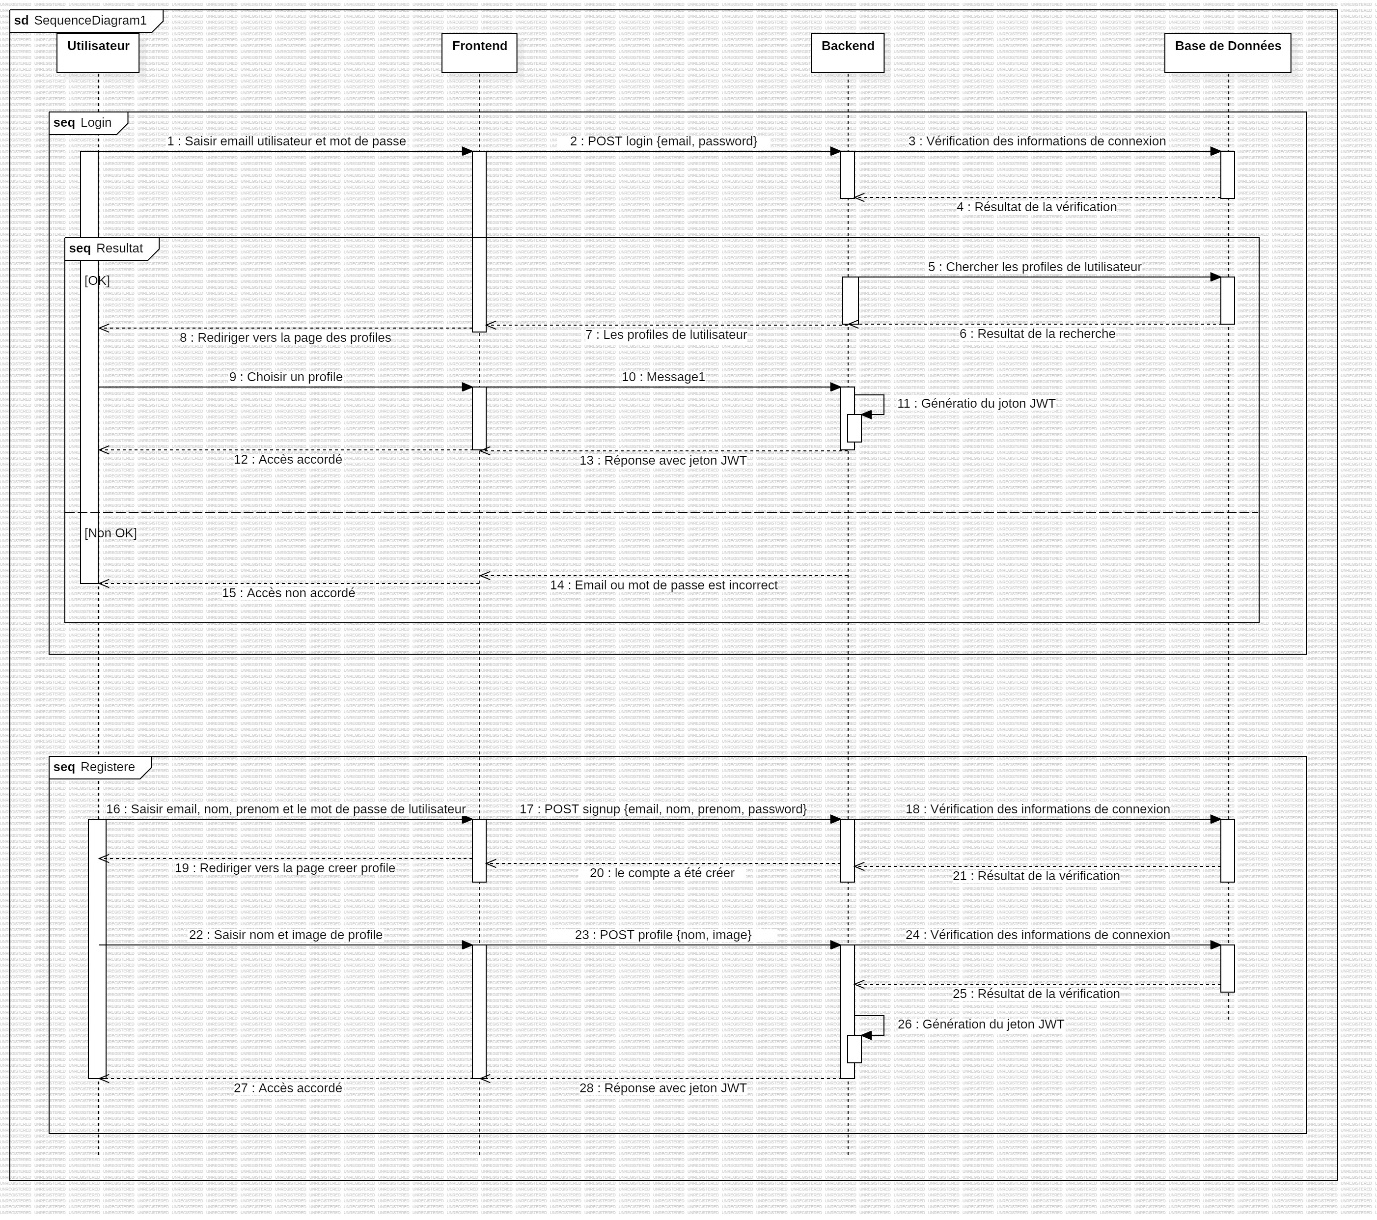 sd SequenceDiagram1
Utilisateur
Frontend
Backend
Base de Données
seq Login
1 : Saisir emaill utilisateur et mot de passe
2 : POST login {email, password}
3 : Vérification des informations de connexion
4 : Résultat de la vérification
seq Resultat
[OK]
5 : Chercher les profiles de lutilisateur
6 : Resultat de la recherche
7 : Les profiles de lutilisateur
8 : Rediriger vers la page des profiles
9 : Choisir un profile
10 : Message1
11 : Génératio du joton JWT
12 : Accès accordé
13 : Réponse avec jeton JWT
[Non OK]
14 : Email ou mot de passe est incorrect
15 : Accès non accordé
seq Registere
16 : Saisir email, nom, prenom et le mot de passe de lutilisateur
17 : POST signup {email, nom, prenom, password}
18 : Vérification des informations de connexion
19 : Rediriger vers la page creer profile
20 : le compte a été créer
21 : Résultat de la vérification
22 : Saisir nom et image de profile
23 : POST profile {nom, image}
24 : Vérification des informations de connexion
25 : Résultat de la vérification
26 : Génération du jeton JWT
27 : Accès accordé
28 : Réponse avec jeton JWT